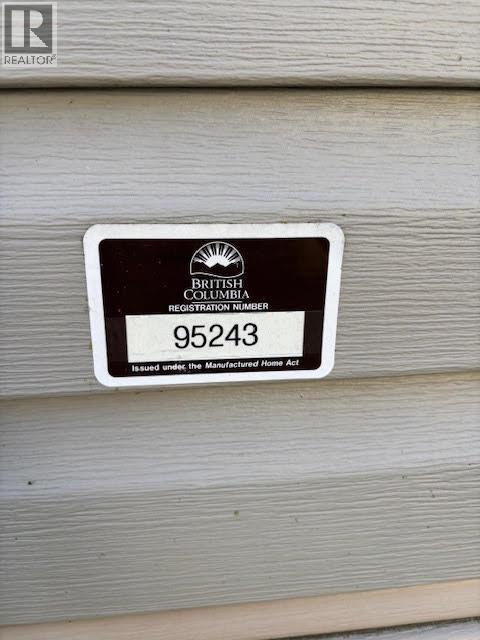 R
REALTOR®
BRITISH
COLUMBIA
REGISTRATION NUMBER
95243
Issued under the Manufactured Home Act